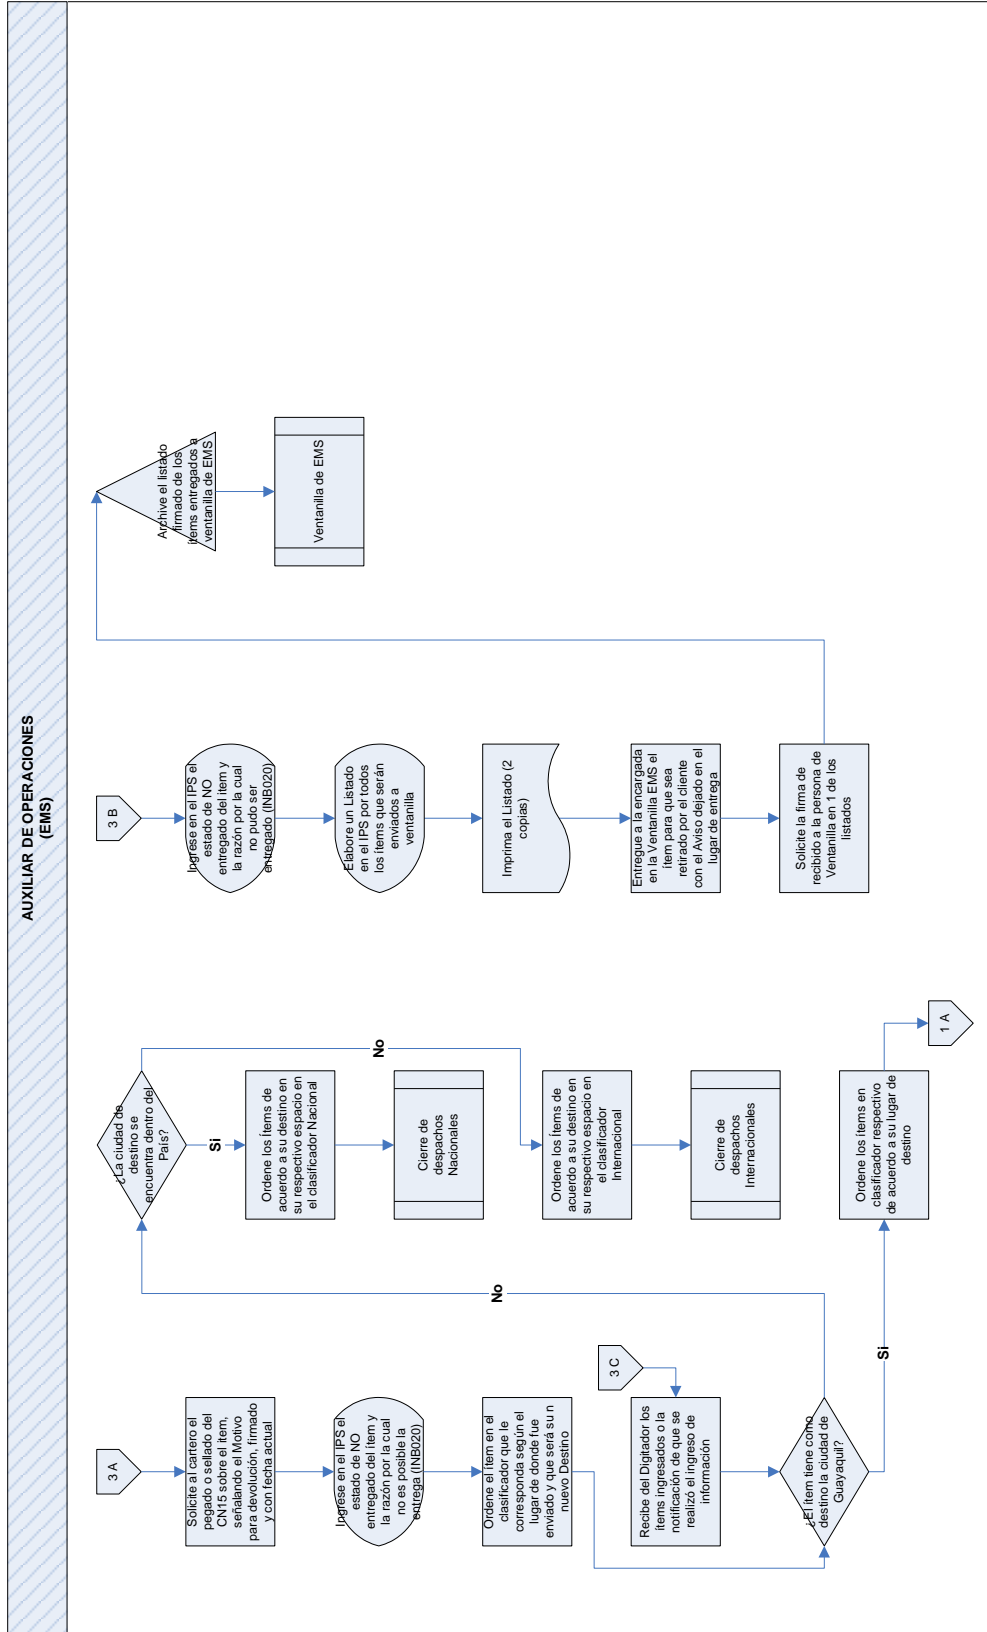 AUXILIAR DE OPERACIONES
(EMS)
3 A
Solicite al cartero el
pegado o sellado del
CN15 sobre el item,
señalando el Motivo
para devolución, firmado
y con fecha actual
Ingrese en el IPS el
estado de NO
entregado del ítem y
la razón por la cual
no es posible la
entrega (INB020)
Ordene el ítem en el
clasificador que le
corresponda según el
lugar de donde fue
enviado y que será su n
nuevo Destino
3 C
Recibe del Digitador los
ítems ingresados o la
notificación de que se
realizo el ingreso de
información
¿El item tiene como
destino la ciudad de
Guayaquil?
No
Si
¿La ciudad de
destino se
encuentra dentro del
País?
Si
No
Ordene los ítems de
acuerdo a su destino en
su respectivo espacio en
el clasificador Nacional
Cierre de
despachos
Nacionales
Ordene los ítems de
acuerdo a su destino en
su respectivo espacio en
el clasificador
Internacional
Cierre de
despachos
Internacionales
Ordene los ítems en
clasificador respectivo
de acuerdo a su lugar de
destino
1 A
3 B
Ingrese en el IPS el
estado de NO
entregado del item y
la razón por la cual
no pudo ser
entregado (INB020)
Elabore un Listado
en el IPS por todos
los ítems que serán
enviados a
ventanilla
Imprima el Listado (2
copias)
Entregue a la encargada
en la Ventanilla EMS el
ítem para que sea
retirado por el cliente
con el Aviso dejado en el
lugar de entrega
Solicite la firma de
recibido a la persona de
Ventanilla en 1 de los
listados
Archive el listado
firmado de los
ítems entregados a
ventanilla de EMS
Ventanilla de EMS